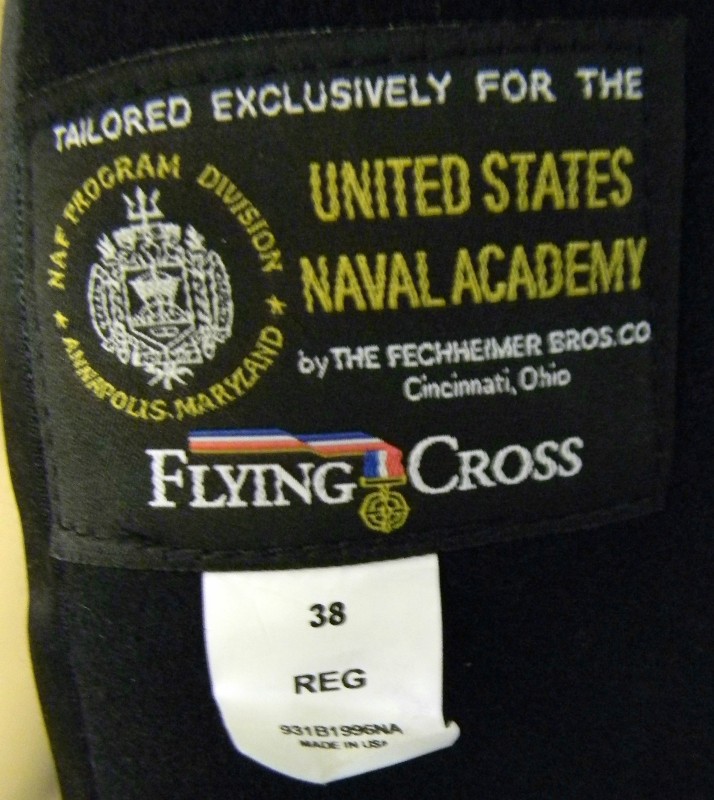 TAILORED EXCLUSIVELY FOR THE
NAF PROGRAM DIVISION
★ ANNAPOLIS, MARYLAND ★
UNITED STATES
NAVAL ACADEMY
by THE FECHHEIMER BROS. CO
Cincinnati, Ohio
FLYING CROSS
38
REG
931B1996NA
MADE IN USA